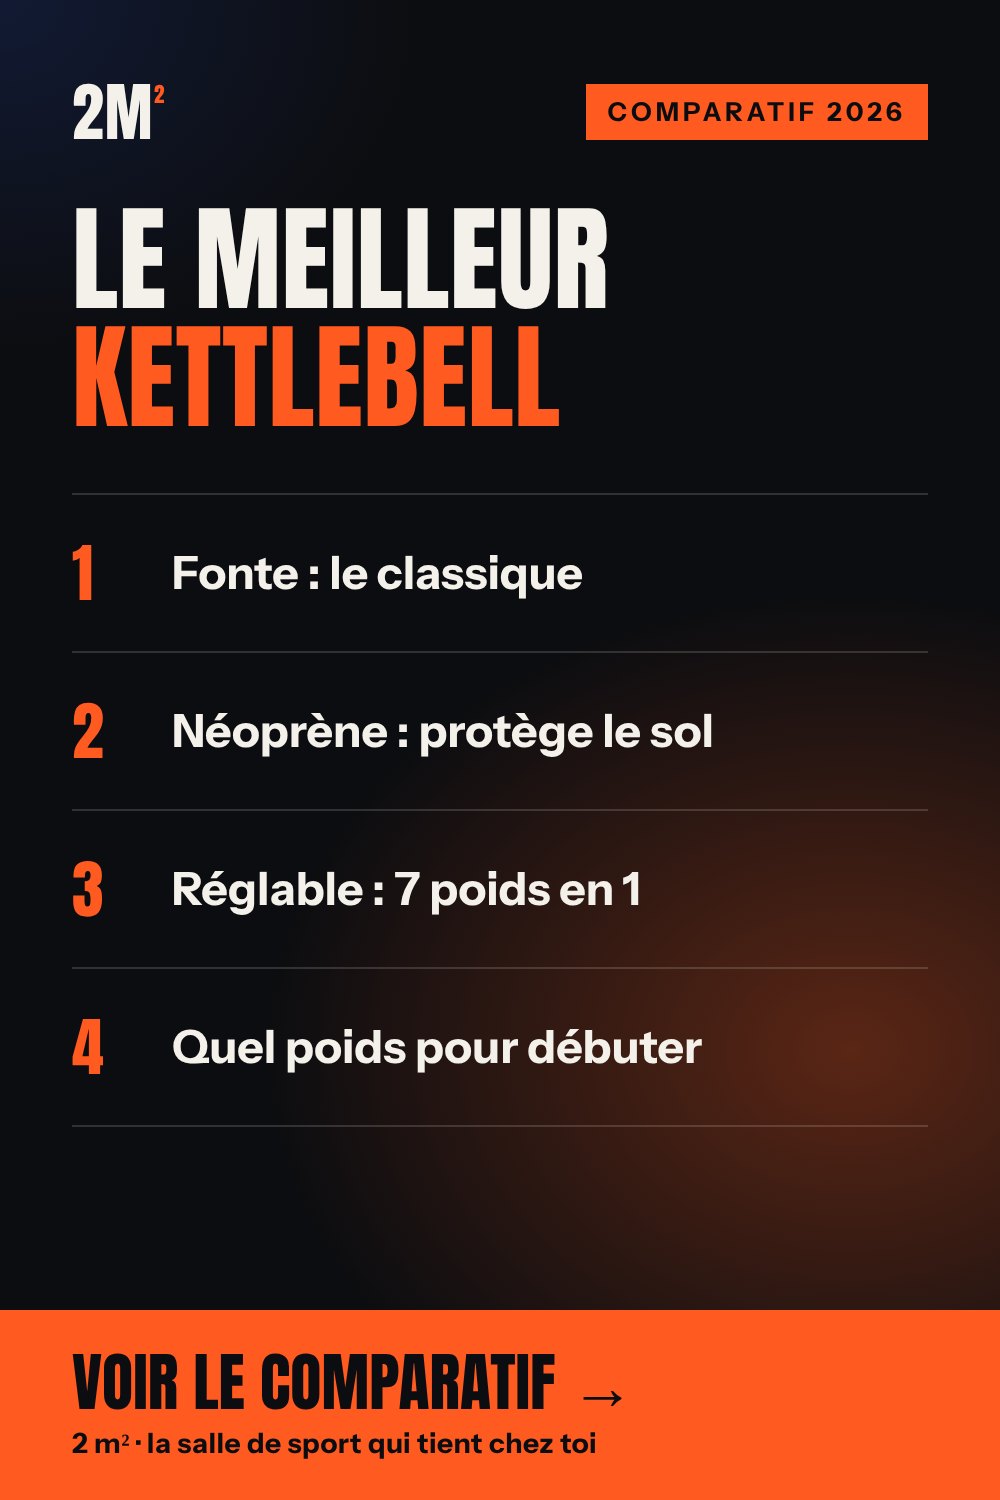 2M²
COMPARATIF 2026
LE MEILLEUR
KETTLEBELL
1 Fonte : le classique
2 Néoprène : protège le sol
3 Réglable : 7 poids en 1
4 Quel poids pour débuter
VOIR LE COMPARATIF →
2 m² · la salle de sport qui tient chez toi